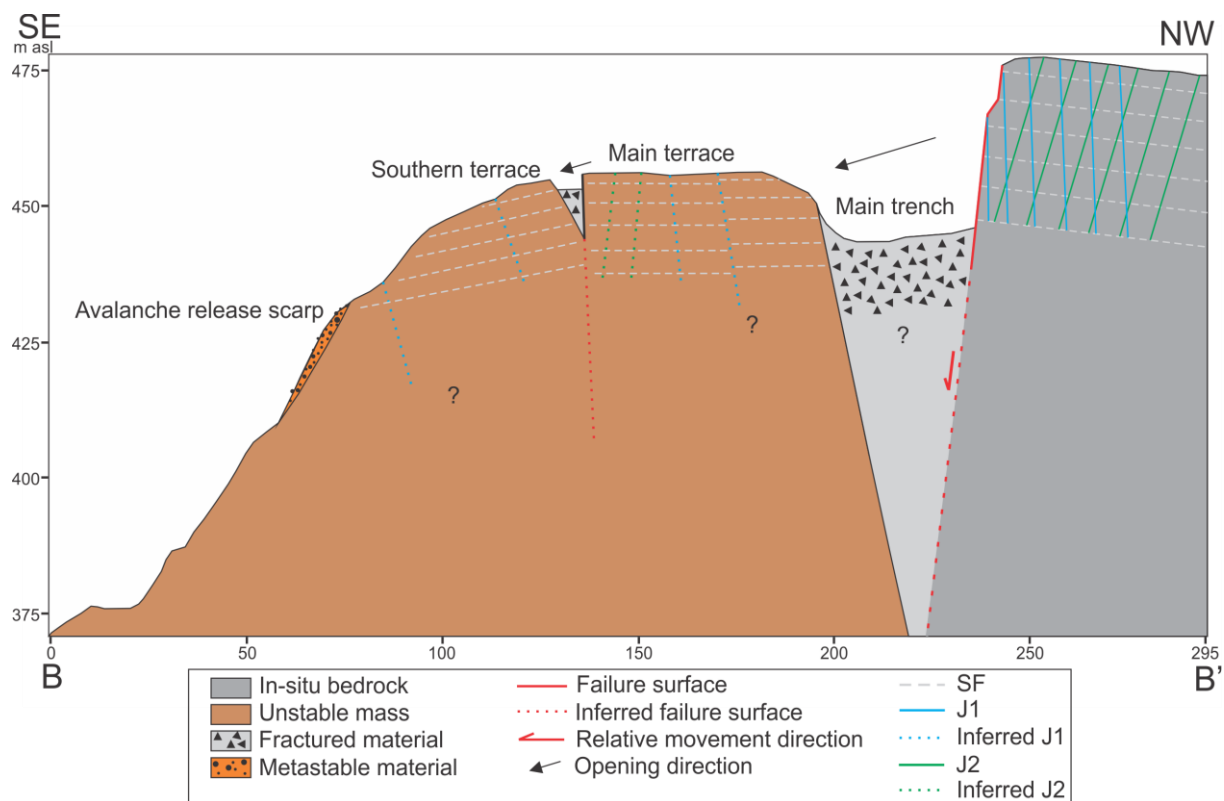 SE
NW
m asl
475
450
425
400
375
Southern terrace
Main terrace
Main trench
Avalanche release scarp
?
?
?
0
50
100
150
200
250
295
B
B'
In-situ bedrock
Unstable mass
Fractured material
Metastable material
Failure surface
Inferred failure surface
Relative movement direction
Opening direction
SF
J1
Inferred J1
J2
Inferred J2